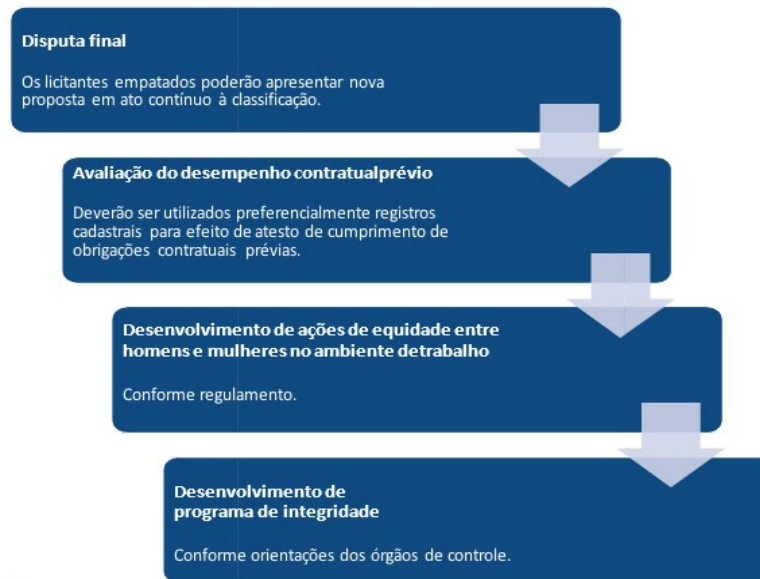 Disputa final
Os licitantes empatados poderão apresentar nova
proposta em ato contínuo à classificação.
Avaliação do desempenho contratualprévio
Deverão ser utilizados preferencialmente registros
cadastrais para efeito de atesto de cumprimento de
obrigações contratuais prévias.
Desenvolvimento de ações de equidade entre
homens e mulheres no ambiente detrabalho
Conforme regulamento.
Desenvolvimento de
programa de integridade
Conforme orientações dos órgãos de controle.